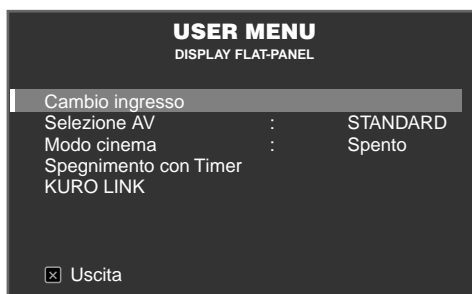 USER MENU
DISPLAY FLAT-PANEL
Cambio ingresso
Selezione AV : STANDARD
Modo cinema : Spento
Spegnimento con Timer
KURO LINK
Uscita